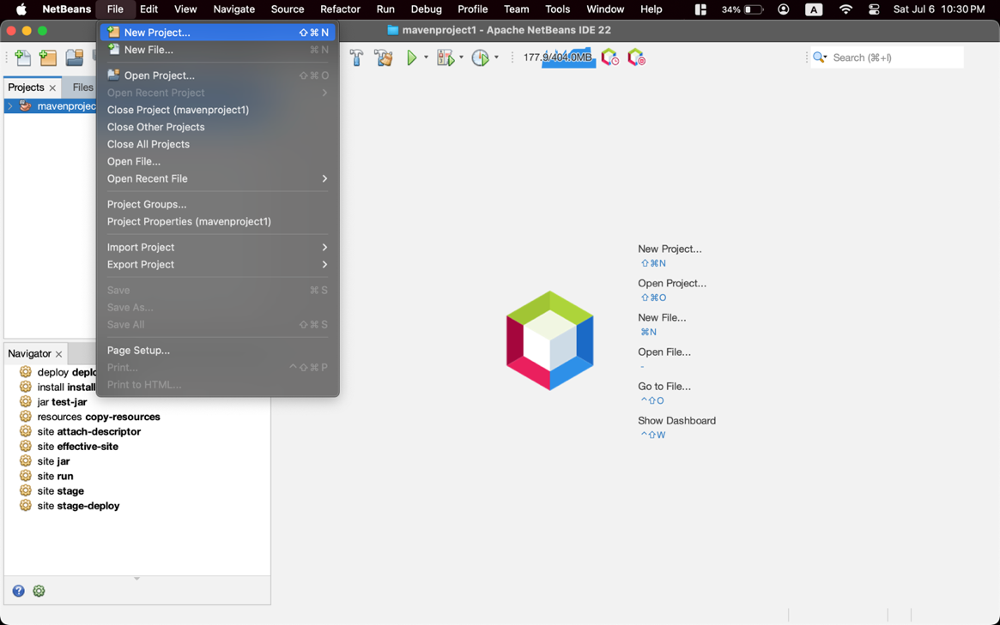 NetBeans File Edit View Navigate Source Refactor Run Debug Profile Team Tools Window Help 34% A Sat Jul 6 10:30 PM
mavenproject1 - Apache NetBeans IDE 22
177.9/404.0MB
Search (⌘+I)
Projects
Files
mavenprojec
New Project... ⇧⌘N
New File... ⌘N
Open Project... ⇧⌘O
Open Recent Project
Close Project (mavenproject1)
Close Other Projects
Close All Projects
Open File...
Open Recent File
Project Groups...
Project Properties (mavenproject1)
Import Project
Export Project
Save ⌘S
Save As...
Save All ⇧⌘S
Page Setup...
Print... ^⇧⌘P
Print to HTML...
Navigator
deploy deplo
install install
jar test-jar
resources copy-resources
site attach-descriptor
site effective-site
site jar
site run
site stage
site stage-deploy
New Project...
⇧⌘N
Open Project...
⇧⌘O
New File...
⌘N
Open File...
-
Go to File...
^⇧O
Show Dashboard
^⇧W